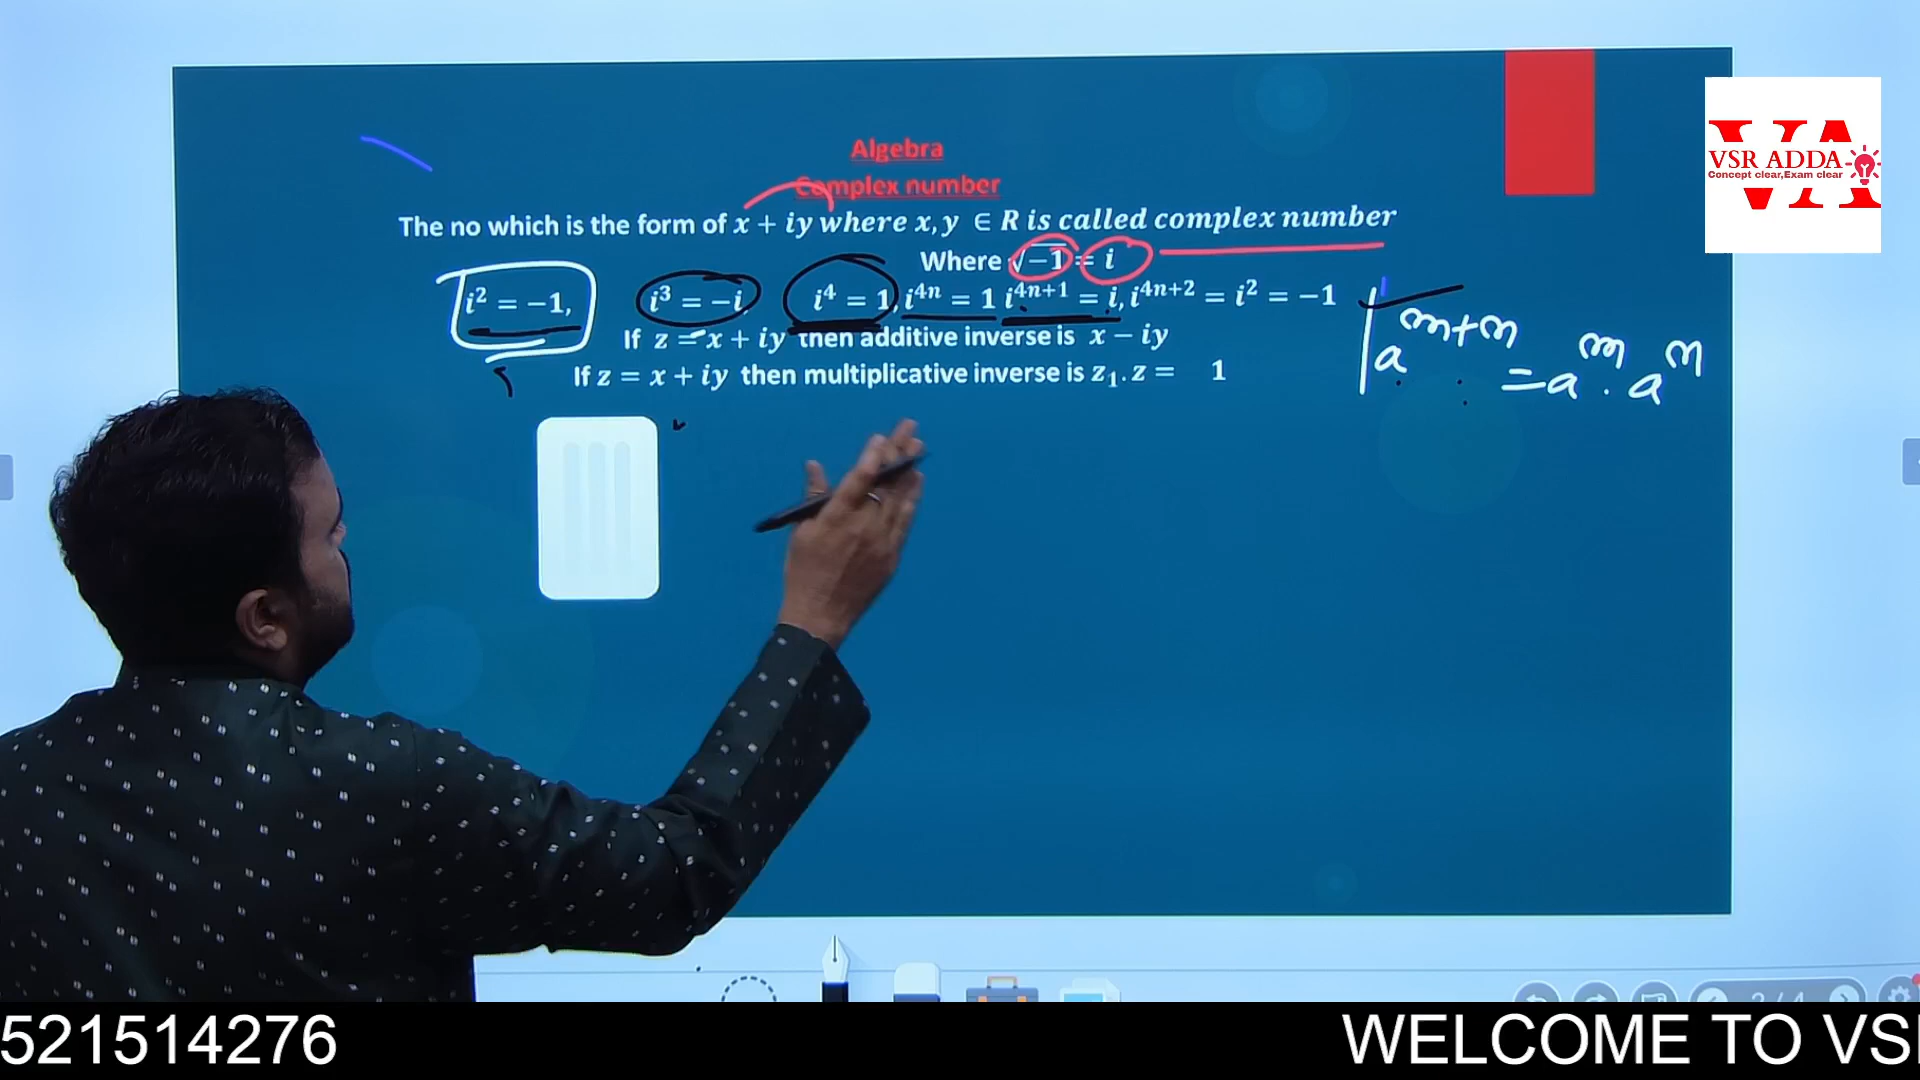 Algebra
Complex number
The no which is the form of x + iy where x, y ∈ R is called complex number
Where √−1 = i
i² = −1, i³ = −i, i⁴ = 1, i⁴ⁿ = 1 i⁴ⁿ⁺¹ = i, i⁴ⁿ⁺² = i² = −1
If z = x + iy then additive inverse is x − iy
If z = x + iy then multiplicative inverse is z₁. z = 1
aᵐ⁺ⁿ = aᵐ . aⁿ
VSR ADDA
Concept clear,Exam clear
521514276
WELCOME TO VS